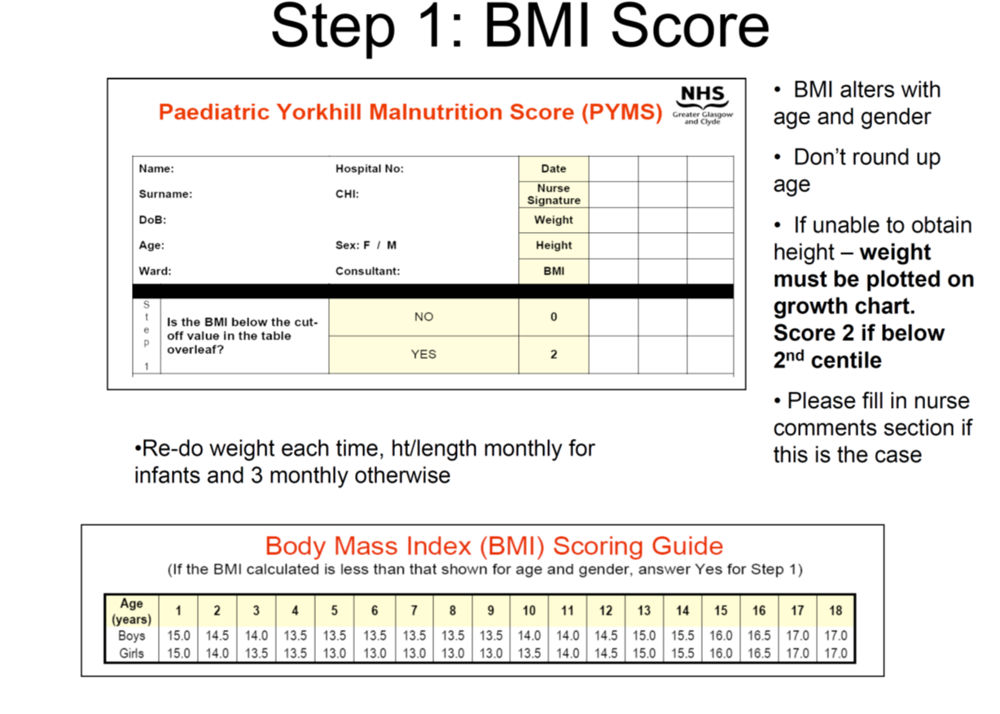 Step 1: BMI Score
Paediatric Yorkhill Malnutrition Score (PYMS)
NHS
Greater Glasgow
and Clyde
Name: Hospital No: Date
Surname: CHI: Nurse
Signature
DoB: Weight
Age: Sex: F / M Height
Ward: Consultant: BMI
Step 1
Is the BMI below the cut-
off value in the table
overleaf?
NO 0
YES 2
• BMI alters with
age and gender
• Don’t round up
age
• If unable to obtain
height – weight
must be plotted on
growth chart.
Score 2 if below
2nd centile
• Please fill in nurse
comments section if
this is the case
•Re-do weight each time, ht/length monthly for
infants and 3 monthly otherwise
Body Mass Index (BMI) Scoring Guide
(If the BMI calculated is less than that shown for age and gender, answer Yes for Step 1)
Age
(years) 1 2 3 4 5 6 7 8 9 10 11 12 13 14 15 16 17 18
Boys 15.0 14.5 14.0 13.5 13.5 13.5 13.5 13.5 13.5 14.0 14.0 14.5 15.0 15.5 16.0 16.5 17.0 17.0
Girls 15.0 14.0 13.5 13.5 13.0 13.0 13.0 13.0 13.0 13.5 14.0 14.5 15.0 15.5 16.0 16.5 17.0 17.0